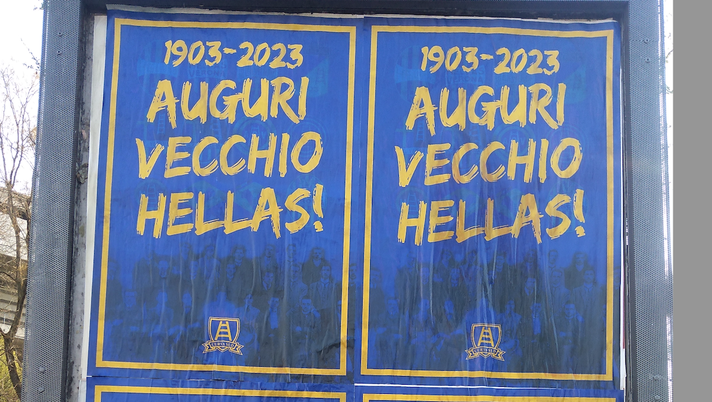 1903-2023
AUGURI
VECCHIO
HELLAS!
1903-2023
AUGURI
VECCHIO
HELLAS!